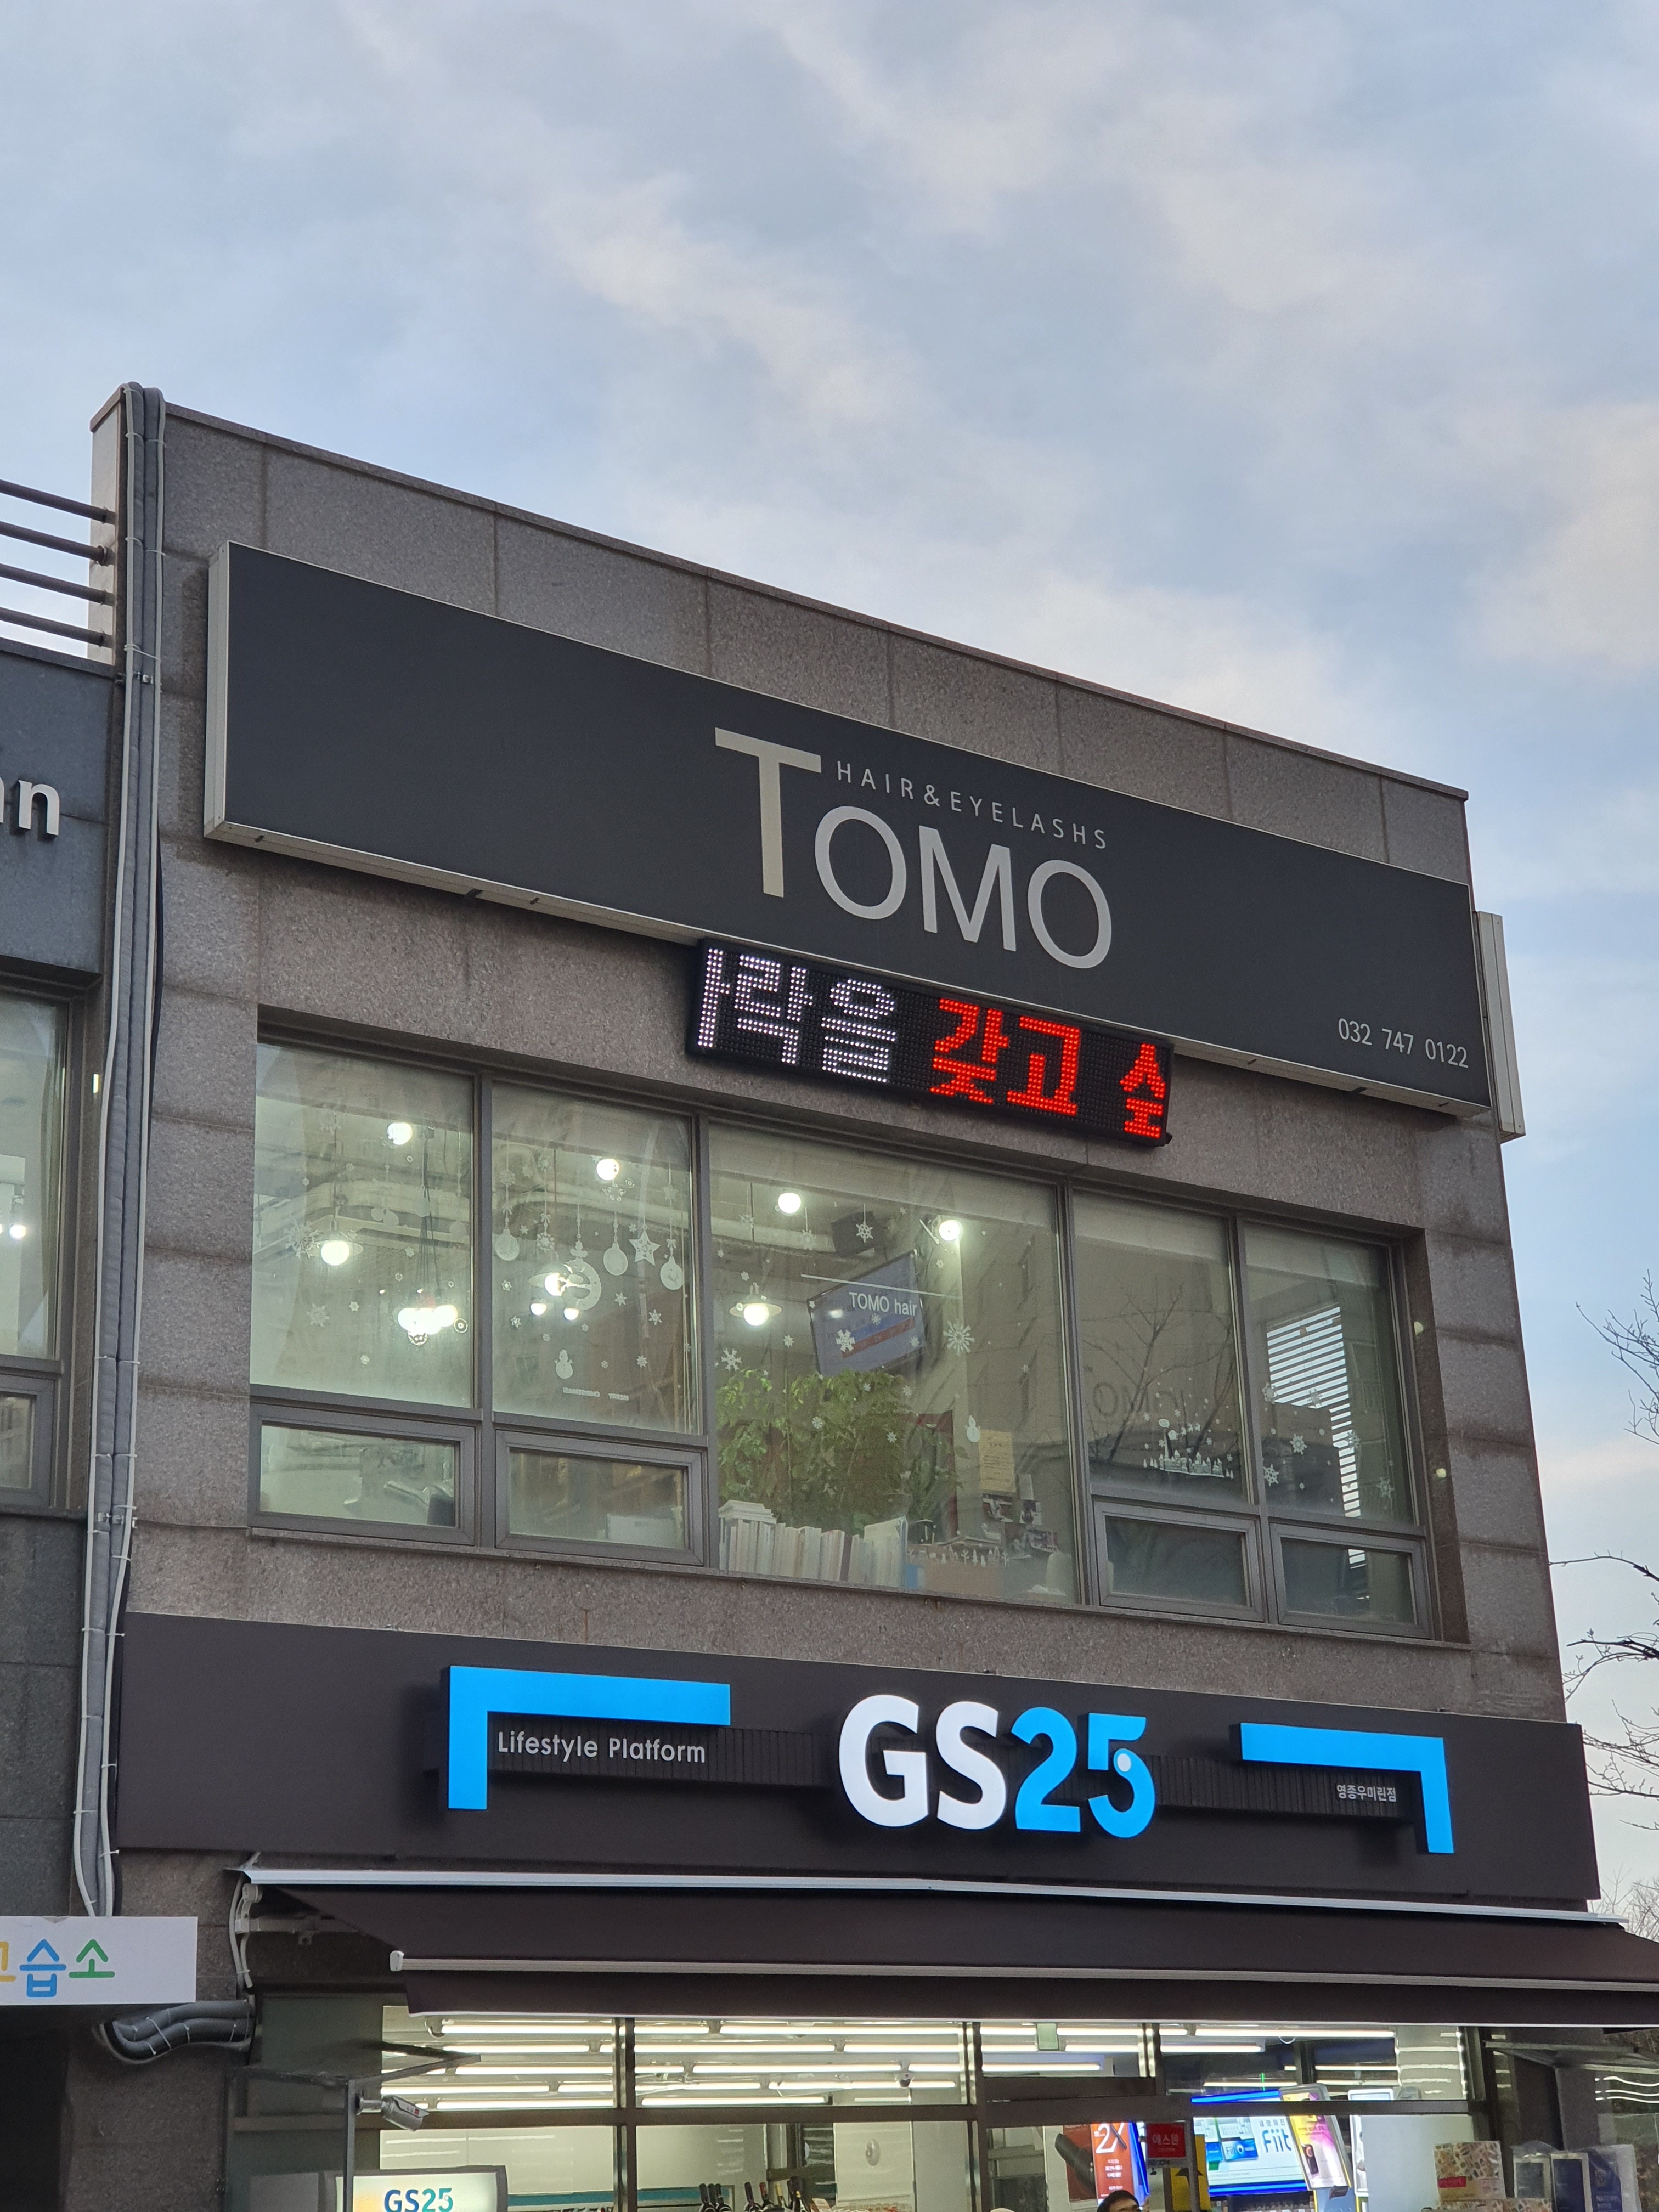 HAIR&EYELASHS
TOMO
032 747 0122
락을 갖고
TOMO hair
Lifestyle Platform
GS25
영종우미린점
습소
Fiit
GS25